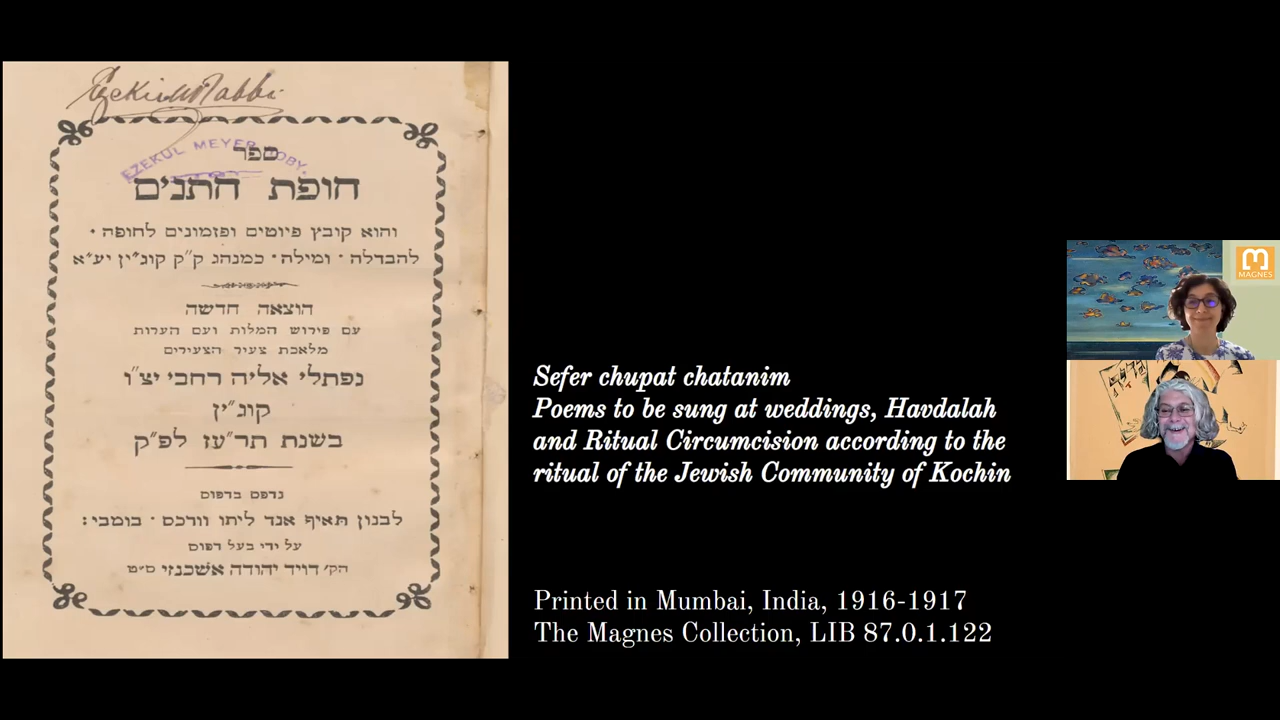 Ezekiel Rabbi
EZEKUL MEYER ROBY.
ספר
חופת התנים
והוא קובץ פיוטים ופזמונים לחופה ·
להבדלה · ומילה · כמנהג ק״ק קוג״ין יע״א
הוצאה חדשה
עם פירוש המלות ועם הערות
מלאכת צעיר הצעירים
נפתלי אליה רחבי יצ״ו
קוג״ין
בשנת תר״עז לפ״ק
נדפס בדפוס
לבנון תאיף אנד ליתו וורכס · בומבי :
על ידי בעל דפוס
הק׳ דויד יהודה אשכנזי ס״ט
Sefer chupat chatanim
Poems to be sung at weddings, Havdalah
and Ritual Circumcision according to the
ritual of the Jewish Community of Kochin
Printed in Mumbai, India, 1916-1917
The Magnes Collection, LIB 87.0.1.122
MAGNES